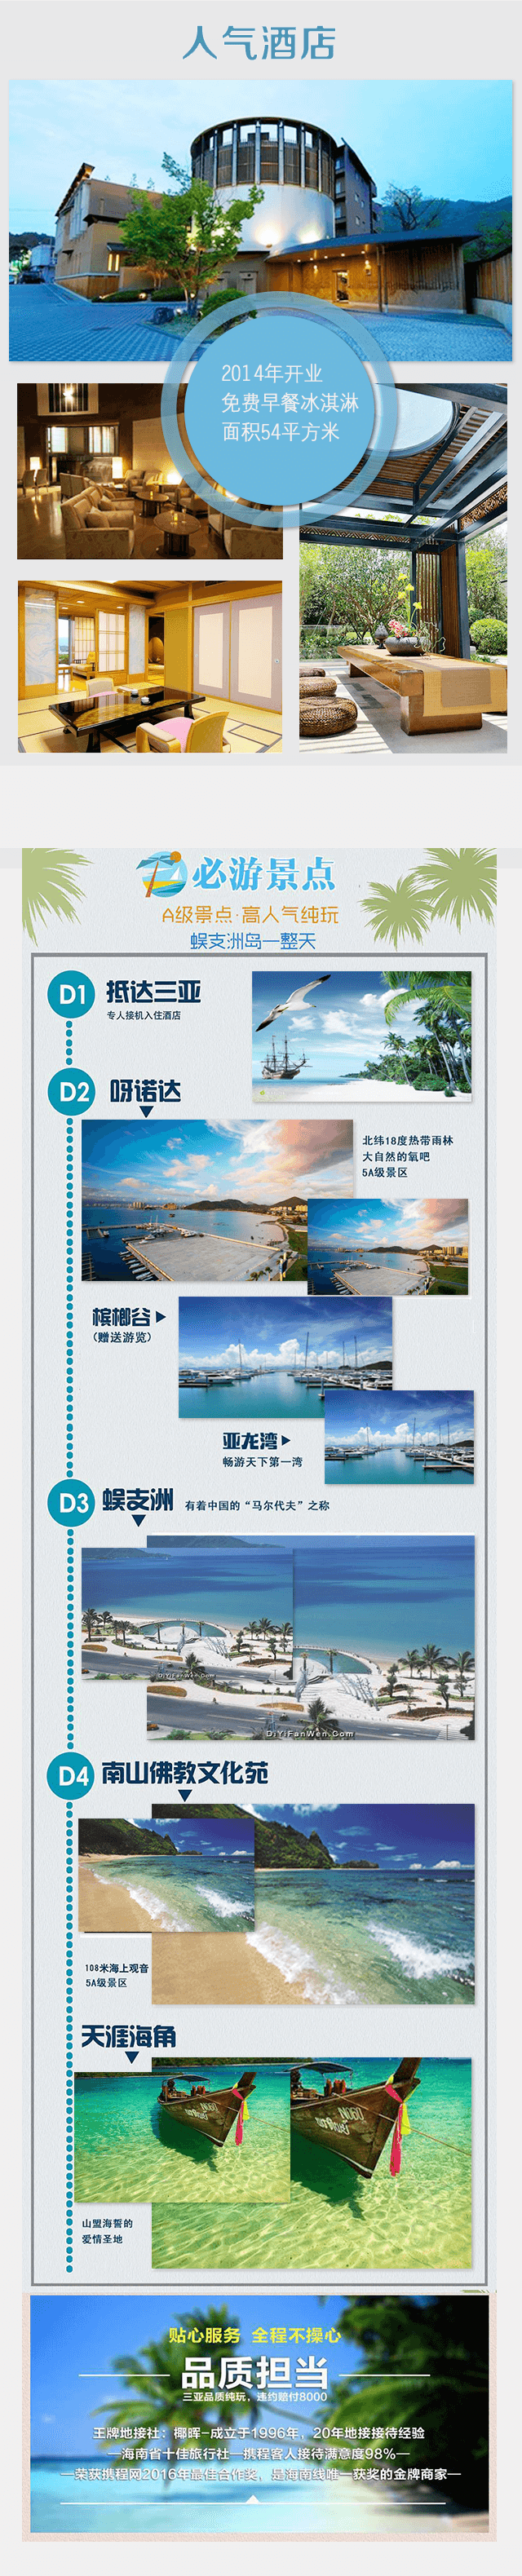 人气酒店
2014年开业
免费早餐冰淇淋
面积54平方米
必游景点
A级景点·高人气纯玩
蜈支洲岛一整天
D1 抵达三亚
专人接机入住酒店
D2 呀诺达
北纬18度热带雨林
大自然的氧吧
5A级景区
槟榔谷
(赠送游览)
亚龙湾
畅游天下第一湾
D3 蜈支洲 有着中国的“马尔代夫”之称
DiYiFanWen.Com
DiYiFanWen.Com
D4 南山佛教文化苑
108米海上观音
5A级景区
天涯海角
山盟海誓的
爱情圣地
贴心服务 全程不操心
品质担当
三亚品质纯玩，违约赔付8000
王牌地接社：椰晖-成立于1996年，20年地接接待经验
—海南省十佳旅行社—携程客人接待满意度98%—
—荣获携程网2016年最佳合作奖，是海南线唯一获奖的金牌商家—